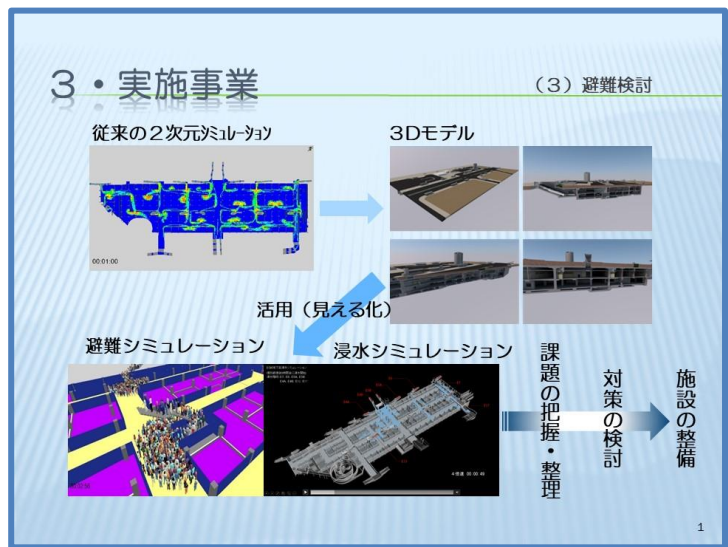 ３・実施事業
（３）避難検討
従来の２次元ｼﾐｭﾚｰｼｮﾝ
３Dモデル
00:01:00
活用（見える化）
避難シミュレーション
浸水シミュレーション
課題の把握・整理
対策の検討
施設の整備
1